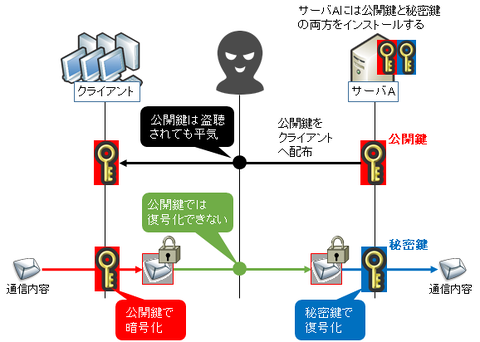 サーバAIには公開鍵と秘密鍵
の両方をインストールする
クライアント
サーバA
公開鍵は盗聴
されても平気
公開鍵を
クライアント
へ配布
公開鍵
公開鍵では
復号化できない
秘密鍵
通信内容
通信内容
公開鍵で
暗号化
秘密鍵で
復号化